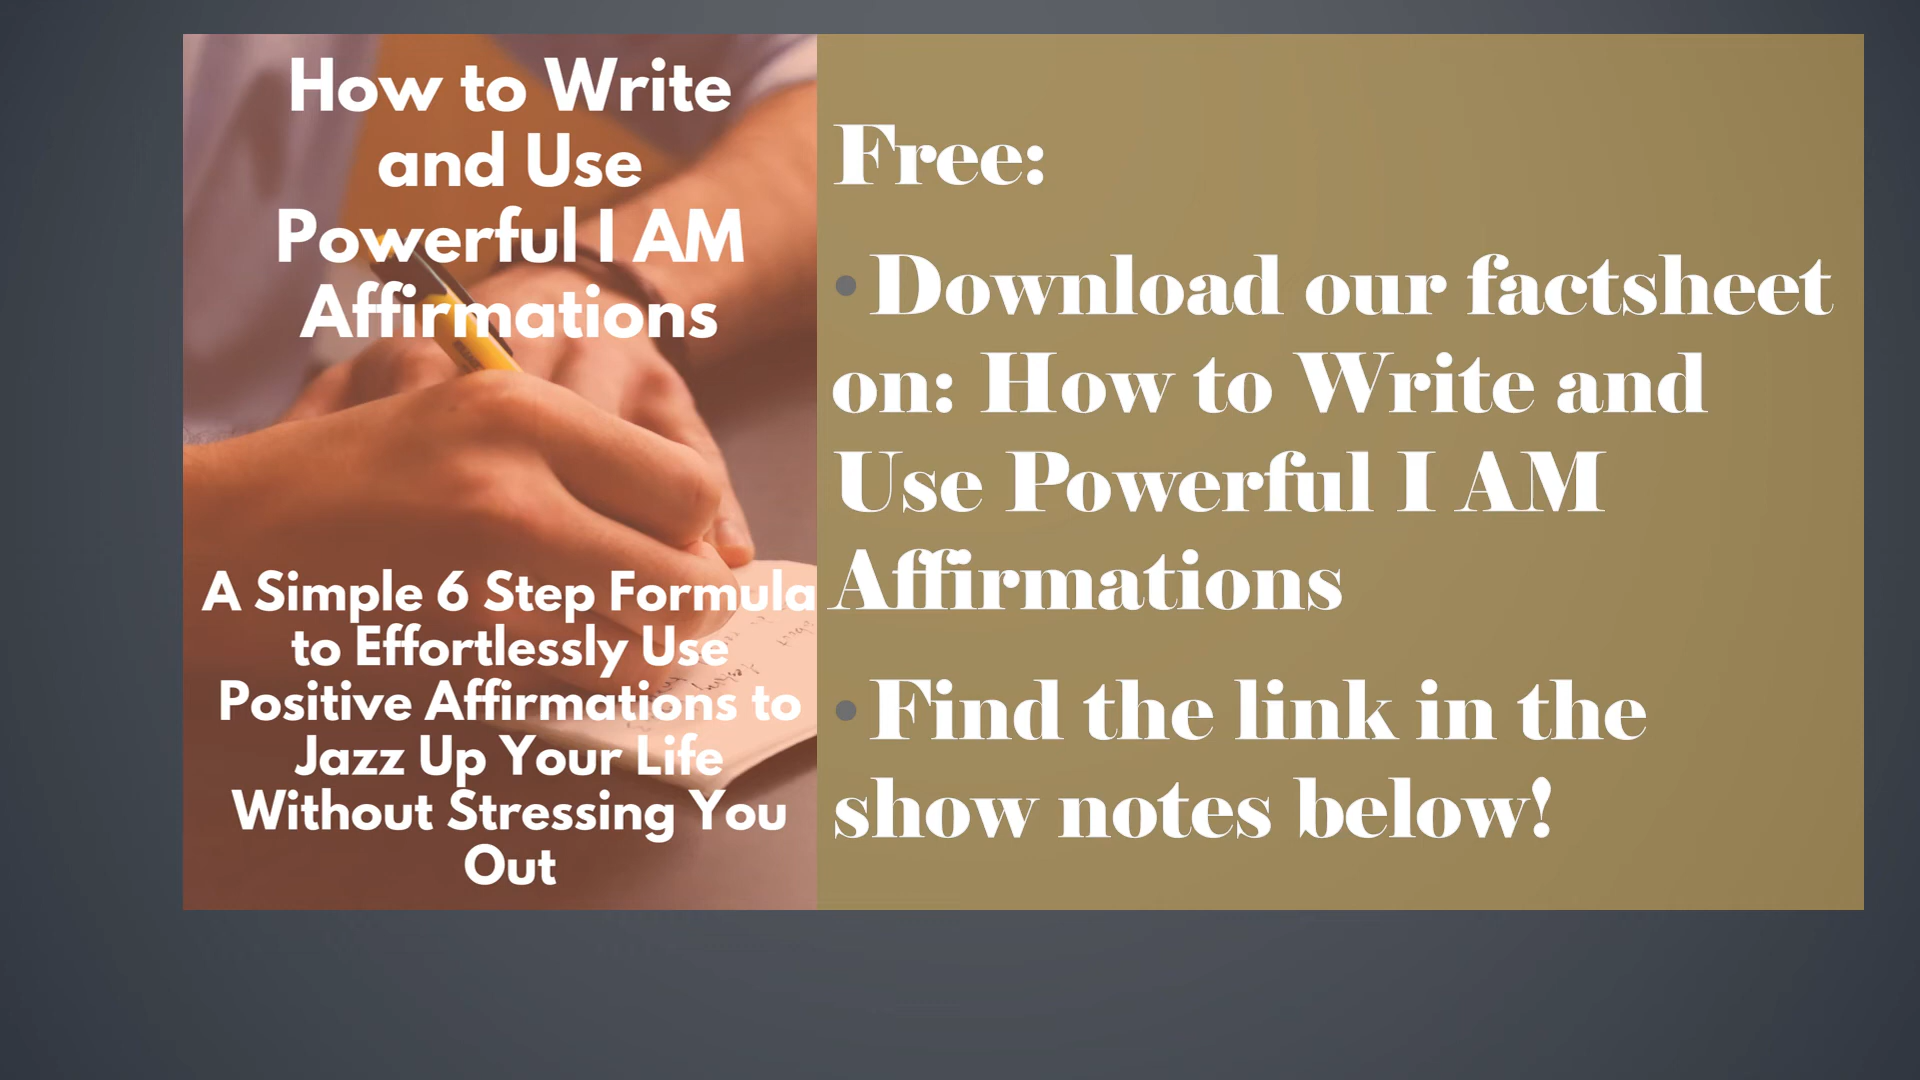 How to Write
and Use
Powerful I AM
Affirmations
A Simple 6 Step Formula
to Effortlessly Use
Positive Affirmations to
Jazz Up Your Life
Without Stressing You
Out
Free:
• Download our factsheet
on: How to Write and
Use Powerful I AM
Affirmations
• Find the link in the
show notes below!